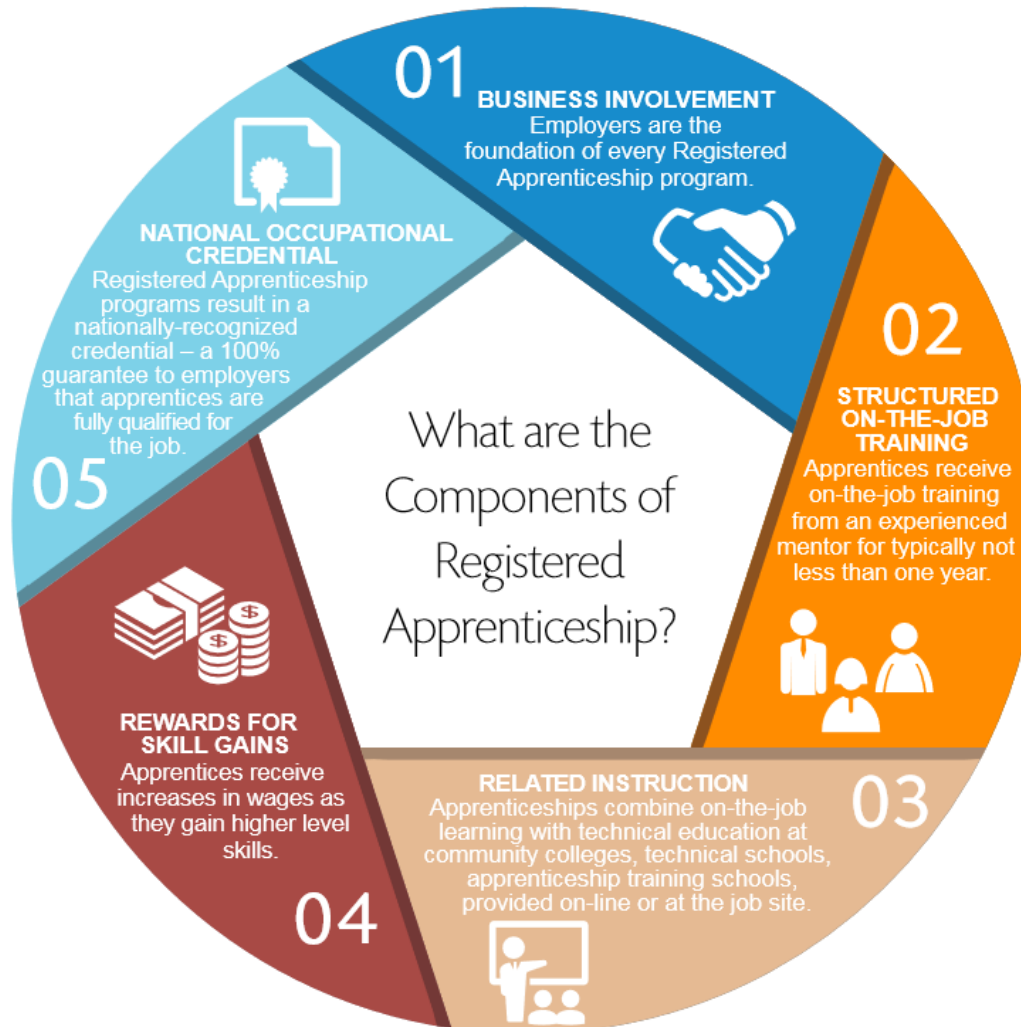 What are the
Components of
Registered
Apprenticeship?
01
BUSINESS INVOLVEMENT
Employers are the
foundation of every Registered
Apprenticeship program.
02
STRUCTURED
ON-THE-JOB
TRAINING
Apprentices receive
on-the-job training
from an experienced
mentor for typically not
less than one year.
03
RELATED INSTRUCTION
Apprenticeships combine on-the-job
learning with technical education at
community colleges, technical schools,
apprenticeship training schools,
provided on-line or at the job site.
04
REWARDS FOR
SKILL GAINS
Apprentices receive
increases in wages as
they gain higher level
skills.
$
$
05
NATIONAL OCCUPATIONAL
CREDENTIAL
Registered Apprenticeship
programs result in a
nationally-recognized
credential – a 100%
guarantee to employers
that apprentices are
fully qualified for
the job.